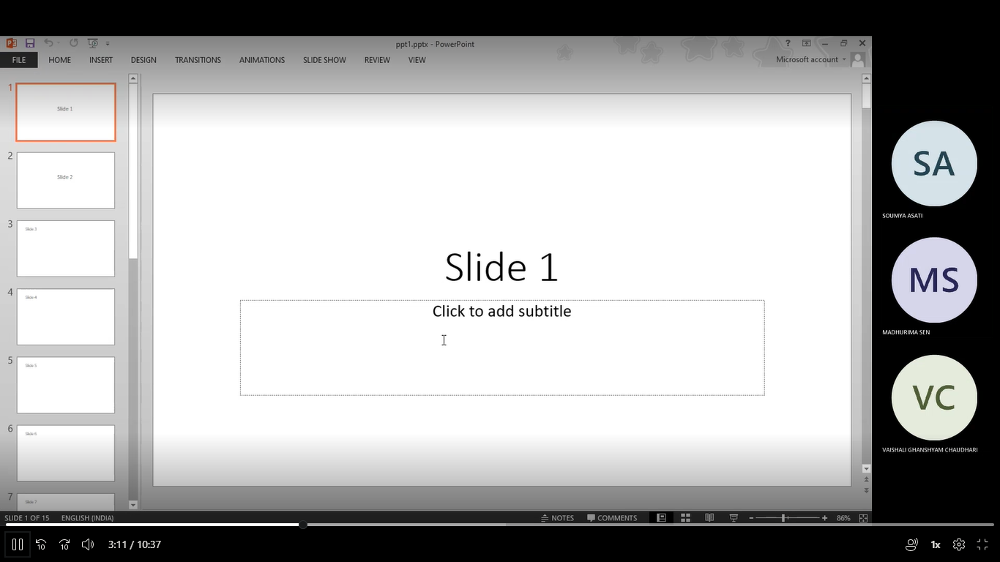 ppt1.pptx - PowerPoint
?
FILE HOME INSERT DESIGN TRANSITIONS ANIMATIONS SLIDE SHOW REVIEW VIEW Microsoft account
1
Slide 1
2
Slide 2
3
Slide 3
4
Slide 4
5
Slide 5
6
Slide 6
7
Slide 7
Slide 1
Click to add subtitle
SA
SOUMYA ASATI
MS
MADHURIMA SEN
VC
VAISHALI GHANSHYAM CHAUDHARI
SLIDE 1 OF 15 ENGLISH (INDIA) NOTES COMMENTS 86%
10 10 3:11 / 10:37 1x